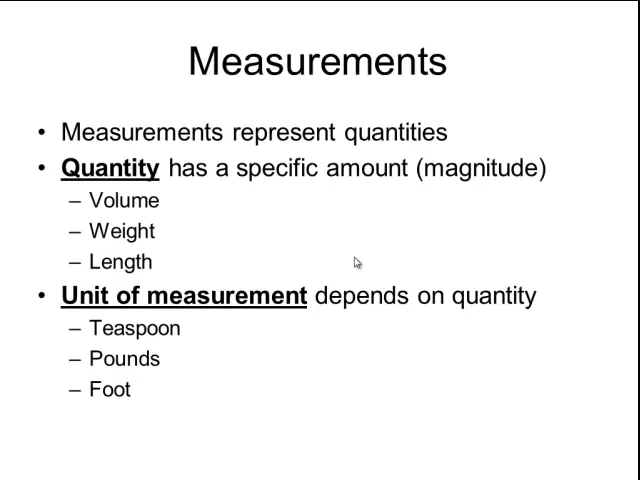 Measurements
• Measurements represent quantities
• Quantity has a specific amount (magnitude)
– Volume
– Weight
– Length
• Unit of measurement depends on quantity
– Teaspoon
– Pounds
– Foot